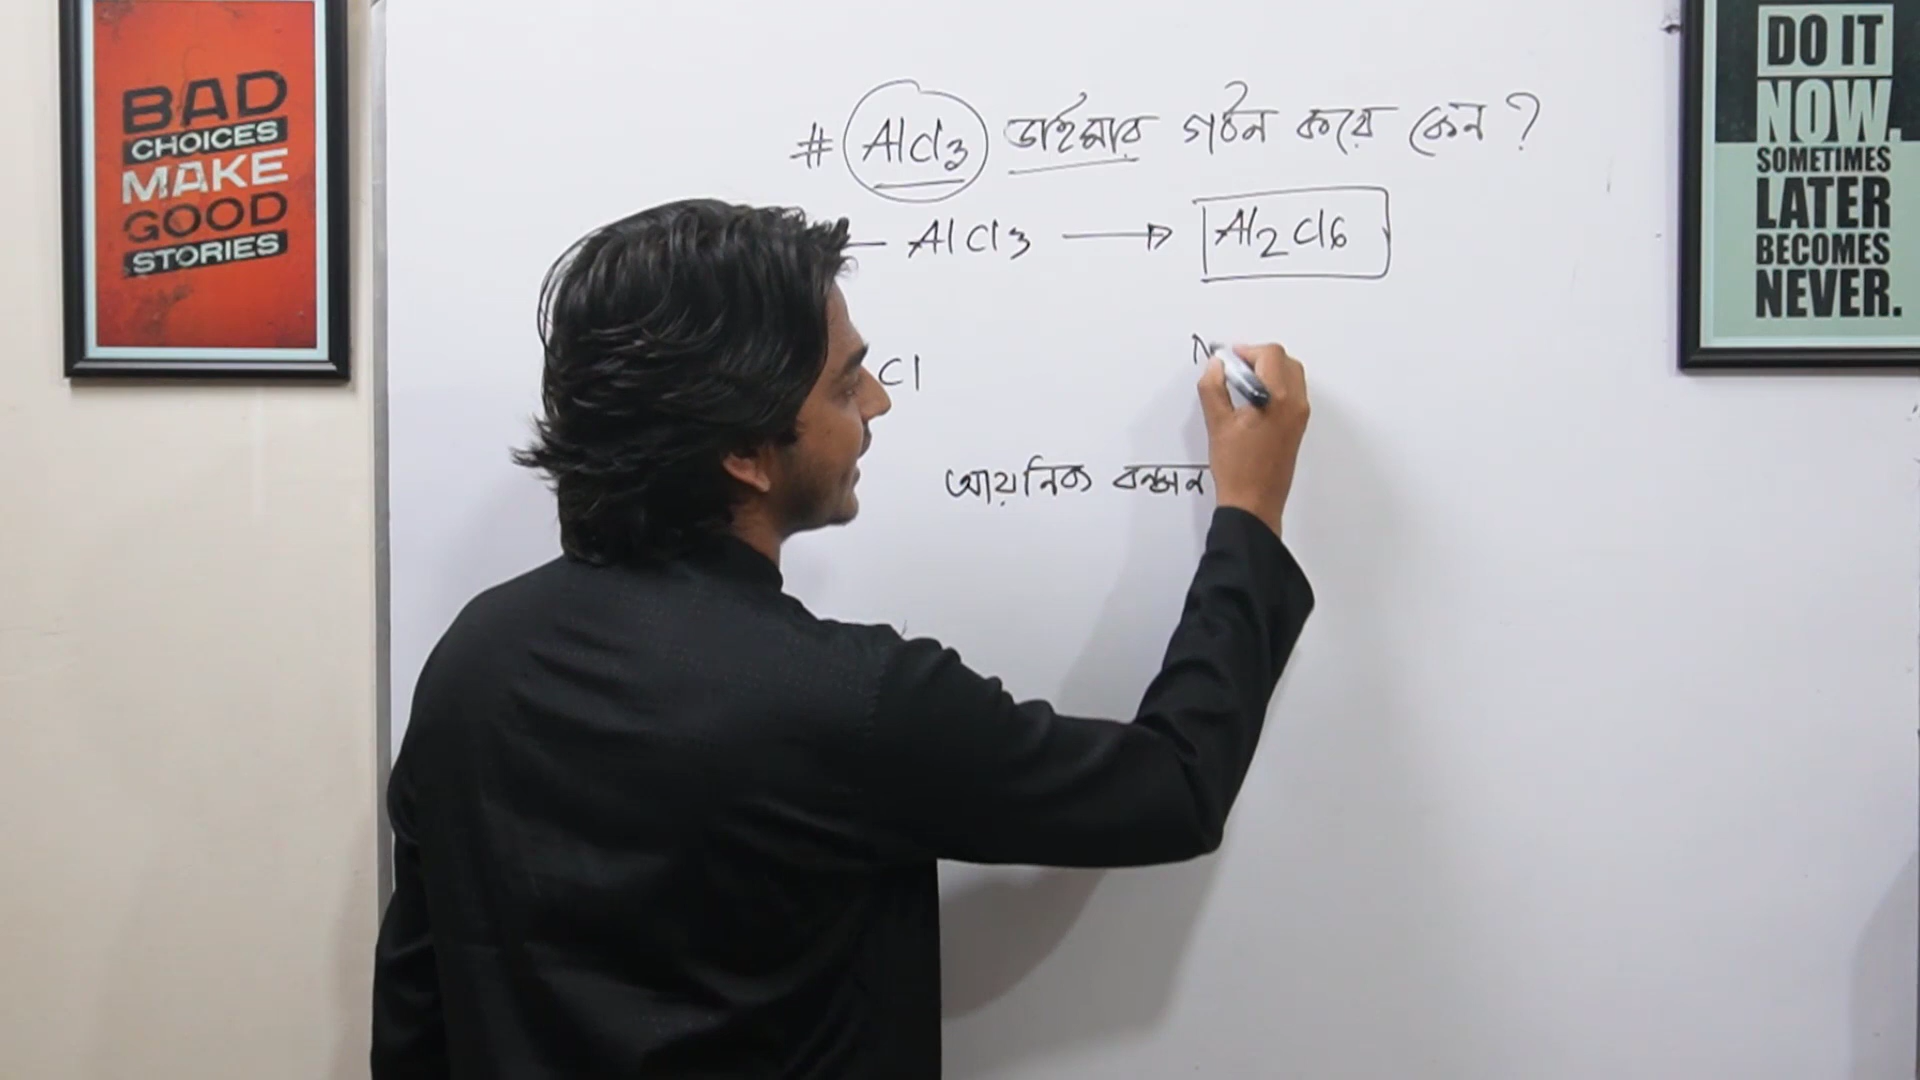 BAD
CHOICES
MAKE
GOOD
STORIES
# AlCl3 ডাইমার গঠন করে কেন ?
AlCl3 → Al2Cl6
Cl
আয়নিক বন্ধন
DO IT
NOW.
SOMETIMES
LATER
BECOMES
NEVER.